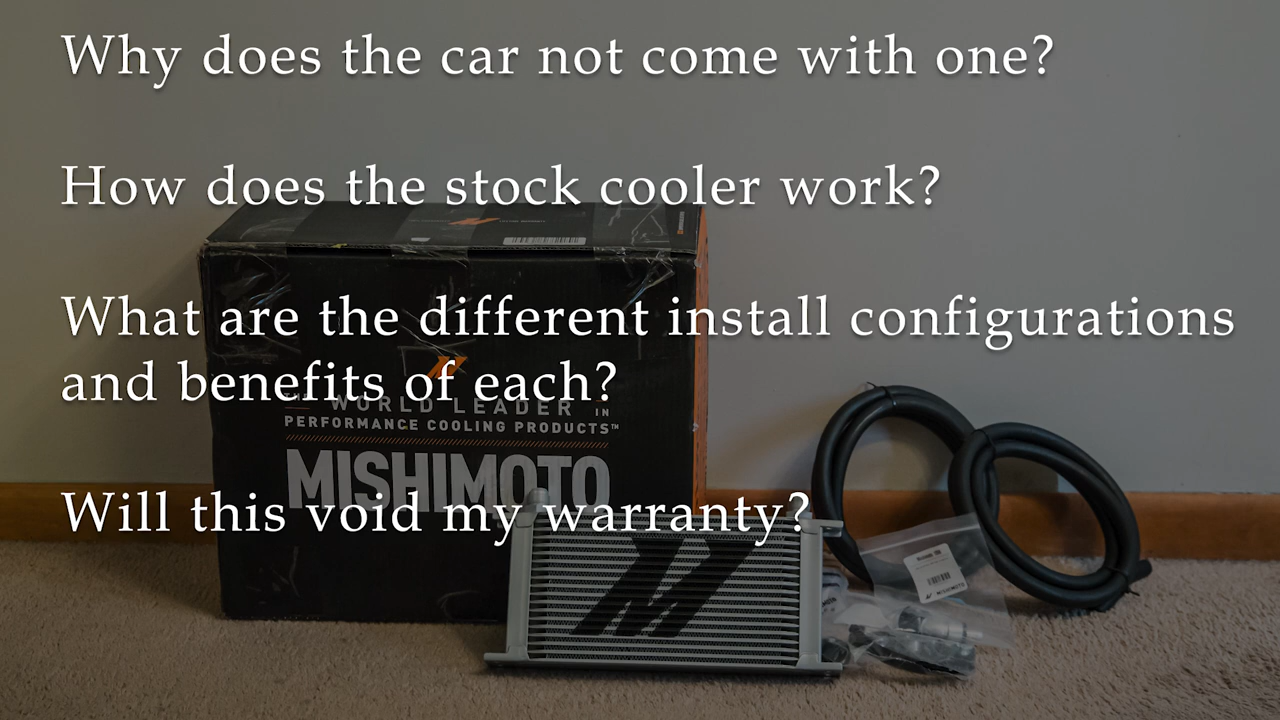 Why does the car not come with one?
How does the stock cooler work?
What are the different install configurations
and benefits of each?
WORLD LEADER IN
PERFORMANCE COOLING PRODUCTS™
MISHIMOTO
Will this void my warranty?
MISHIMOTO